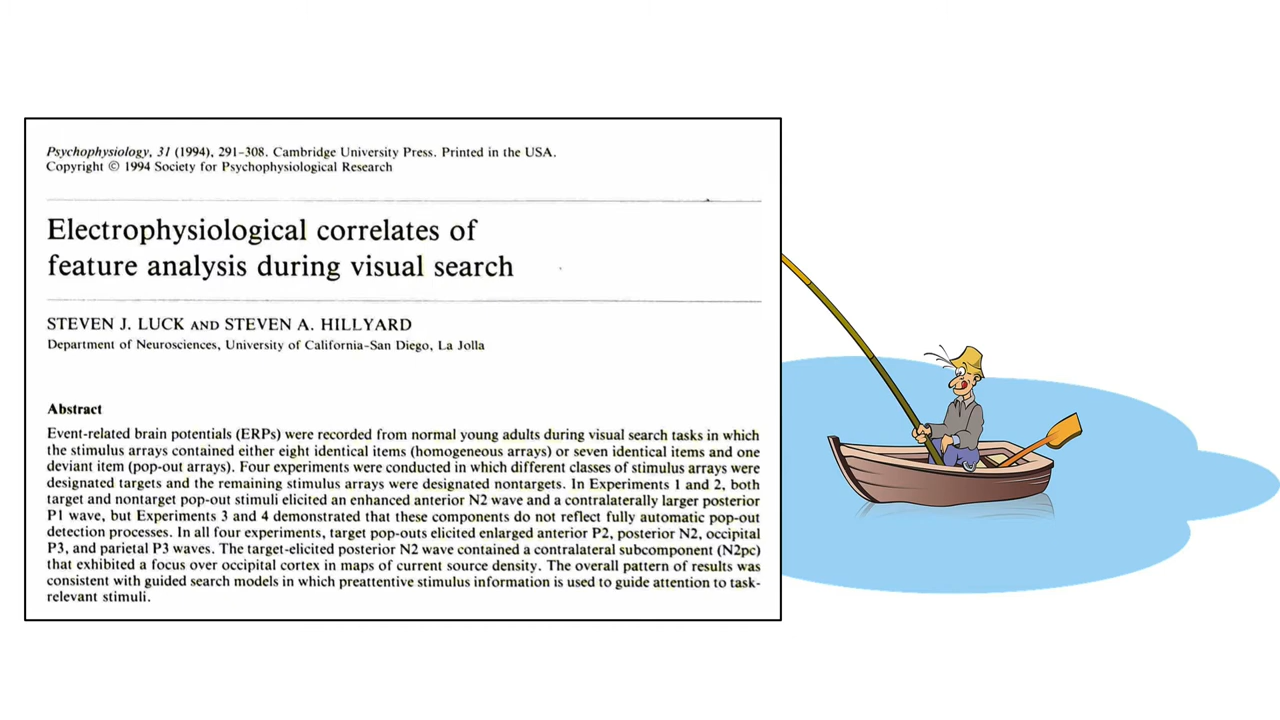 Psychophysiology, 31 (1994), 291–308. Cambridge University Press. Printed in the USA.
Copyright © 1994 Society for Psychophysiological Research
Electrophysiological correlates of
feature analysis during visual search
STEVEN J. LUCK AND STEVEN A. HILLYARD
Department of Neurosciences, University of California–San Diego, La Jolla
Abstract
Event-related brain potentials (ERPs) were recorded from normal young adults during visual search tasks in which
the stimulus arrays contained either eight identical items (homogeneous arrays) or seven identical items and one
deviant item (pop-out arrays). Four experiments were conducted in which different classes of stimulus arrays were
designated targets and the remaining stimulus arrays were designated nontargets. In Experiments 1 and 2, both
target and nontarget pop-out stimuli elicited an enhanced anterior N2 wave and a contralaterally larger posterior
P1 wave, but Experiments 3 and 4 demonstrated that these components do not reflect fully automatic pop-out
detection processes. In all four experiments, target pop-outs elicited enlarged anterior P2, posterior N2, occipital
P3, and parietal P3 waves. The target-elicited posterior N2 wave contained a contralateral subcomponent (N2pc)
that exhibited a focus over occipital cortex in maps of current source density. The overall pattern of results was
consistent with guided search models in which preattentive stimulus information is used to guide attention to task-
relevant stimuli.